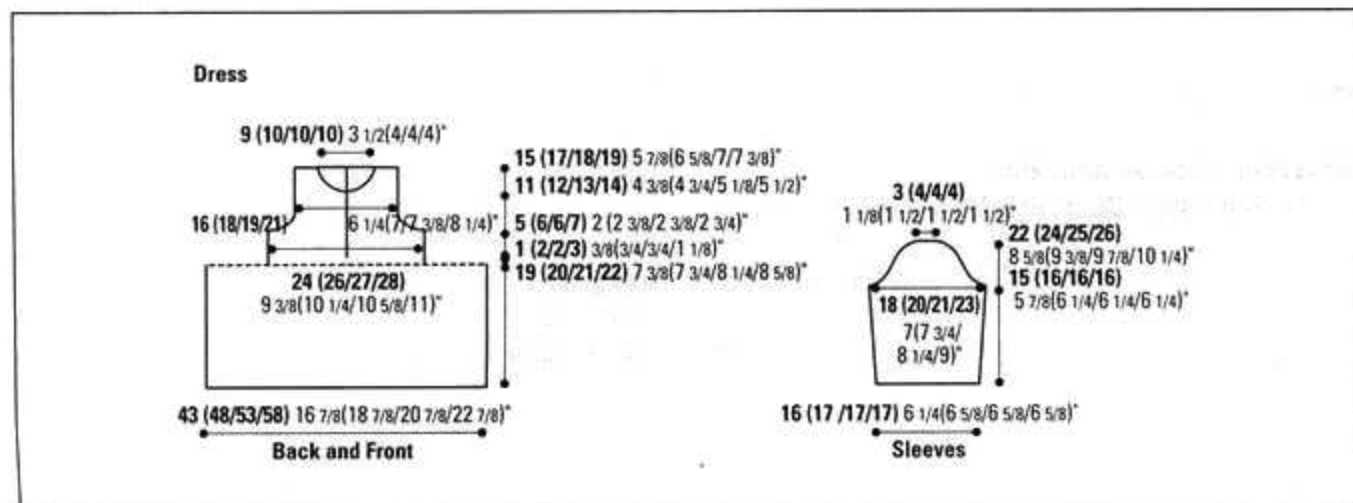 Dress
9 (10/10/10) 3 1/2(4/4/4)"
15 (17/18/19) 5 7/8(6 5/8/7/7 3/8)"
11 (12/13/14) 4 3/8(4 3/4/5 1/8/5 1/2)"
16 (18/19/21) 6 1/4(7/7 3/8/8 1/4)"
5 (6/6/7) 2 (2 3/8/2 3/8/2 3/4)"
1 (2/2/3) 3/8(3/4/3/4/1 1/8)"
19 (20/21/22) 7 3/8(7 3/4/8 1/4/8 5/8)"
24 (26/27/28)
9 3/8(10 1/4/10 5/8/11)"
43 (48/53/58) 16 7/8(18 7/8/20 7/8/22 7/8)"
Back and Front
3 (4/4/4)
1 1/8(1 1/2/1 1/2/1 1/2)"
22 (24/25/26)
8 5/8(9 3/8/9 7/8/10 1/4)"
15 (16/16/16)
5 7/8(6 1/4/6 1/4/6 1/4)"
18 (20/21/23)
7(7 3/4/
8 1/4/9)"
16 (17 /17/17) 6 1/4(6 5/8/6 5/8/6 5/8)"
Sleeves